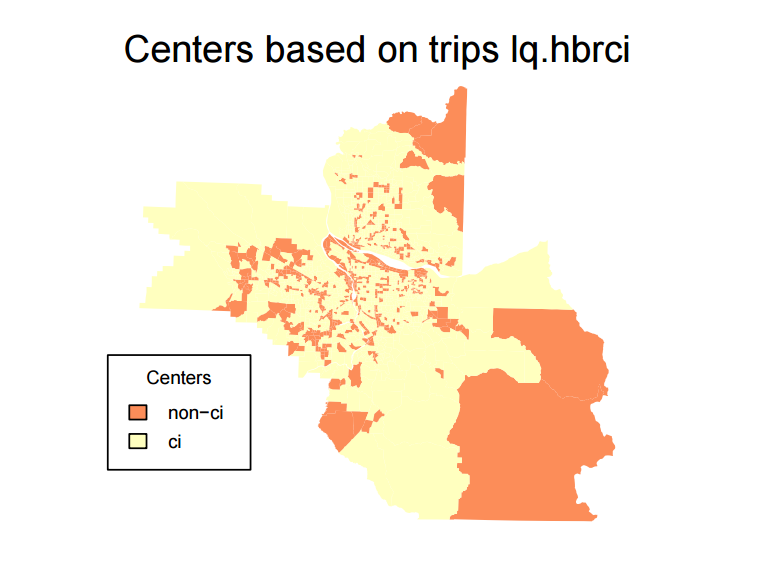 Centers based on trips lq.hbrci
Centers
non−ci
ci